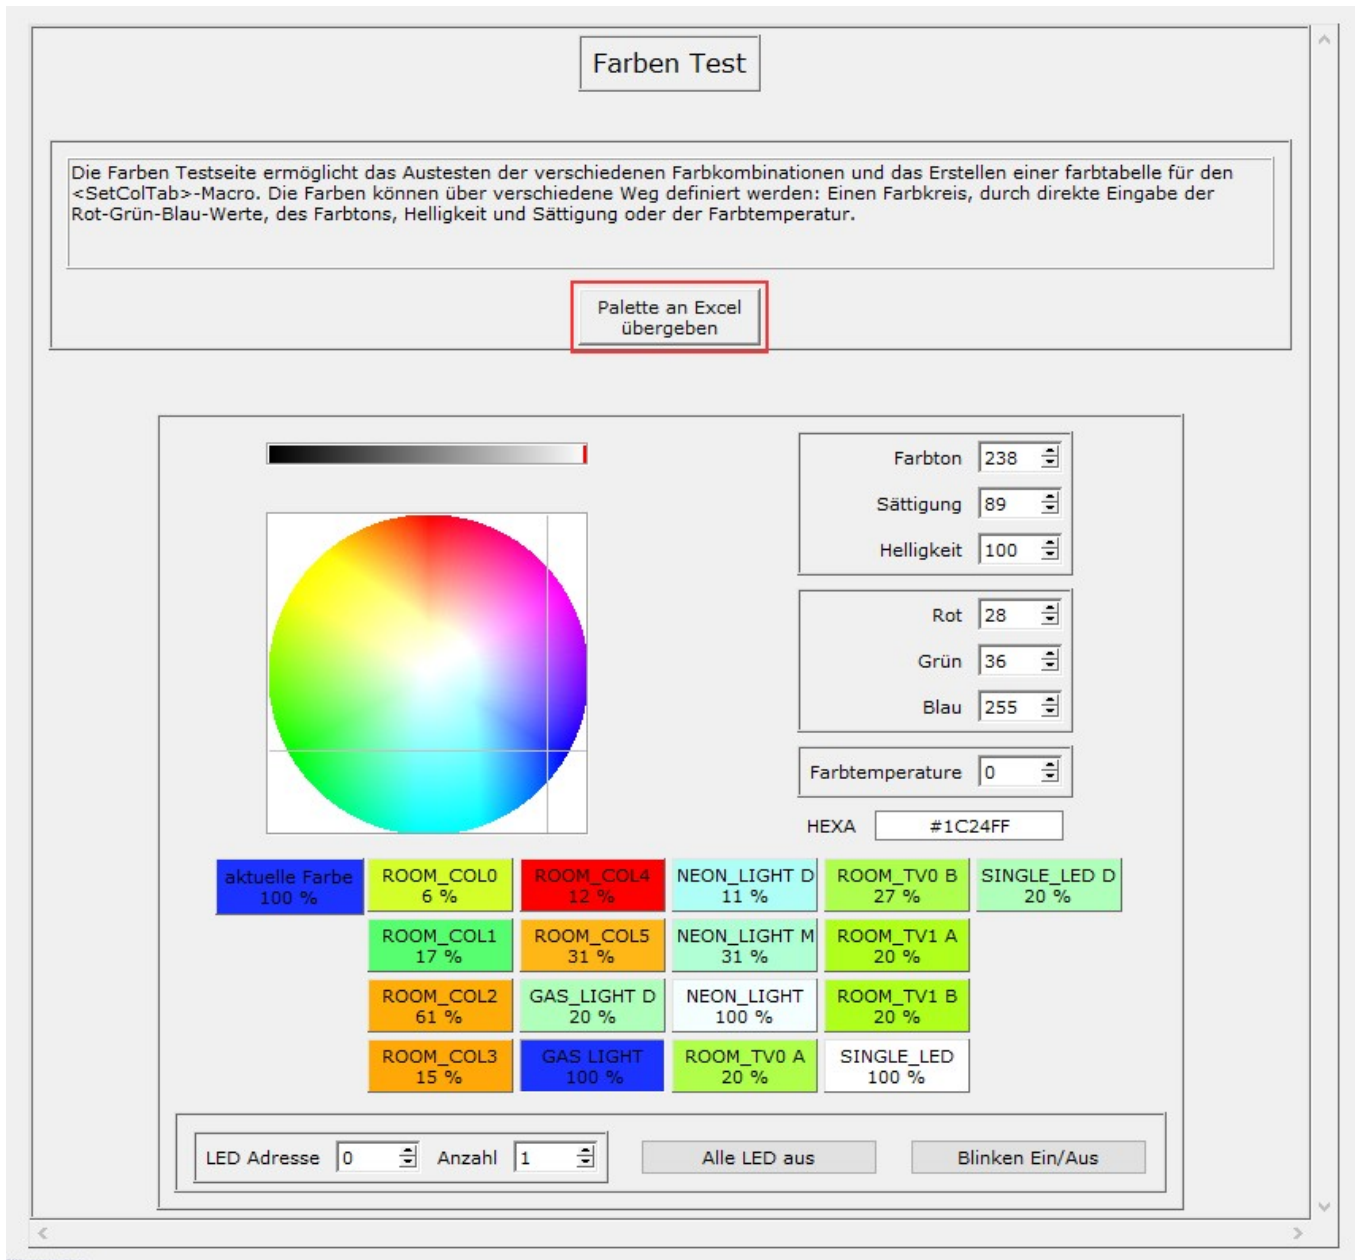 Farben Test
Die Farben Testseite ermöglicht das Austesten der verschiedenen Farbkombinationen und das Erstellen einer farbtabelle für den
<SetColTab>-Macro. Die Farben können über verschiedene Weg definiert werden: Einen Farbkreis, durch direkte Eingabe der
Rot-Grün-Blau-Werte, des Farbtons, Helligkeit und Sättigung oder der Farbtemperatur.
Palette an Excel
übergeben
Farbton 238
Sättigung 89
Helligkeit 100
Rot 28
Grün 36
Blau 255
Farbtemperature 0
HEXA #1C24FF
aktuelle Farbe ROOM_COL0 ROOM_COL4 NEON_LIGHT D ROOM_TV0 B SINGLE_LED D
100 % 6 % 12 % 11 % 27 % 20 %
ROOM_COL1 ROOM_COL5 NEON_LIGHT M ROOM_TV1 A
17 % 31 % 31 % 20 %
ROOM_COL2 GAS_LIGHT D NEON_LIGHT ROOM_TV1 B
61 % 20 % 100 % 20 %
ROOM_COL3 GAS LIGHT ROOM_TV0 A SINGLE_LED
15 % 100 % 20 % 100 %
LED Adresse 0 Anzahl 1 Alle LED aus Blinken Ein/Aus